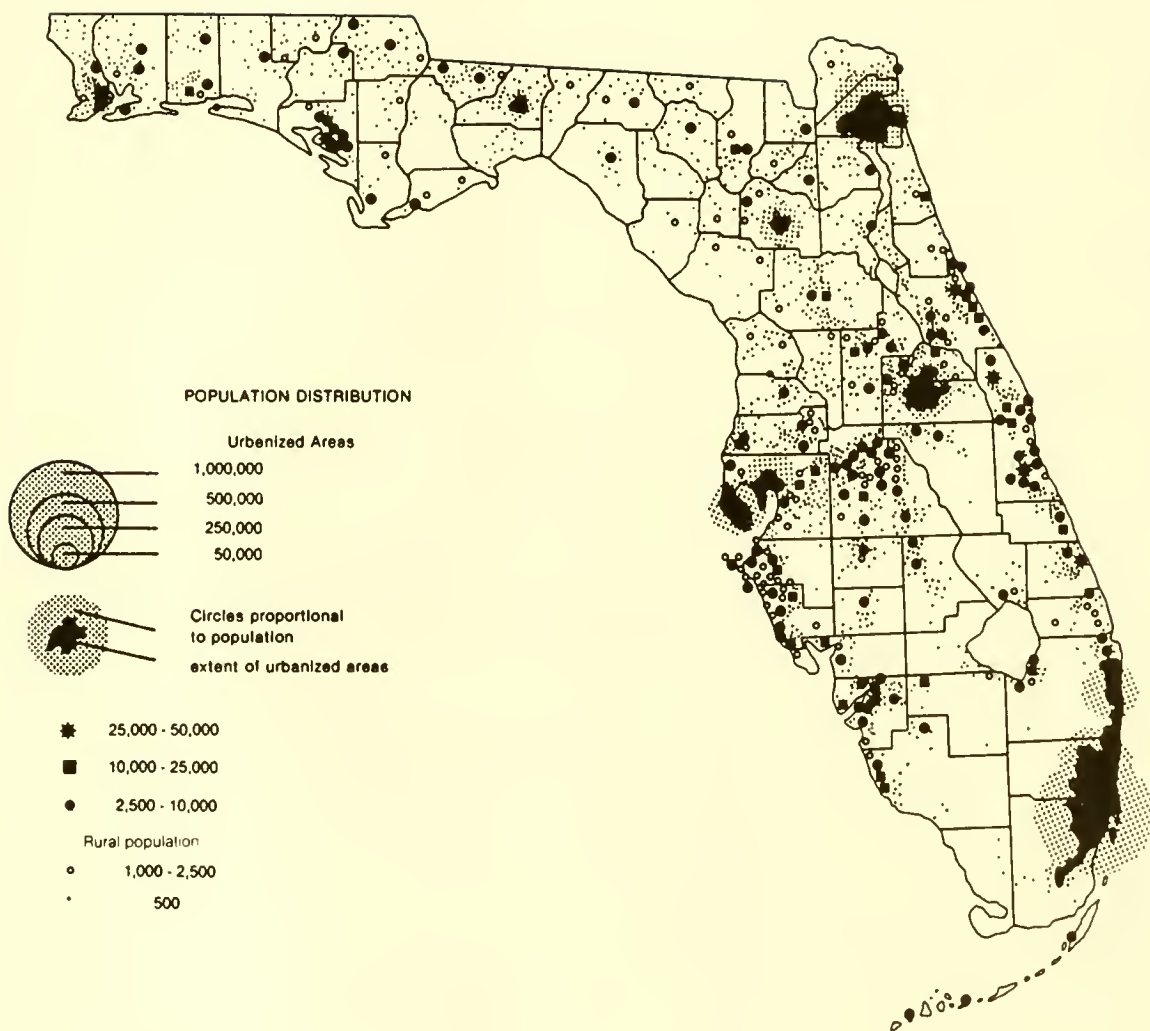 POPULATION DISTRIBUTION
Urbenized Areas
1,000,000
500,000
250,000
50,000
Circles proportional
to population
extent of urbanized areas
25,000 - 50,000
10,000 - 25,000
2,500 - 10,000
Rural population
1,000 - 2,500
500